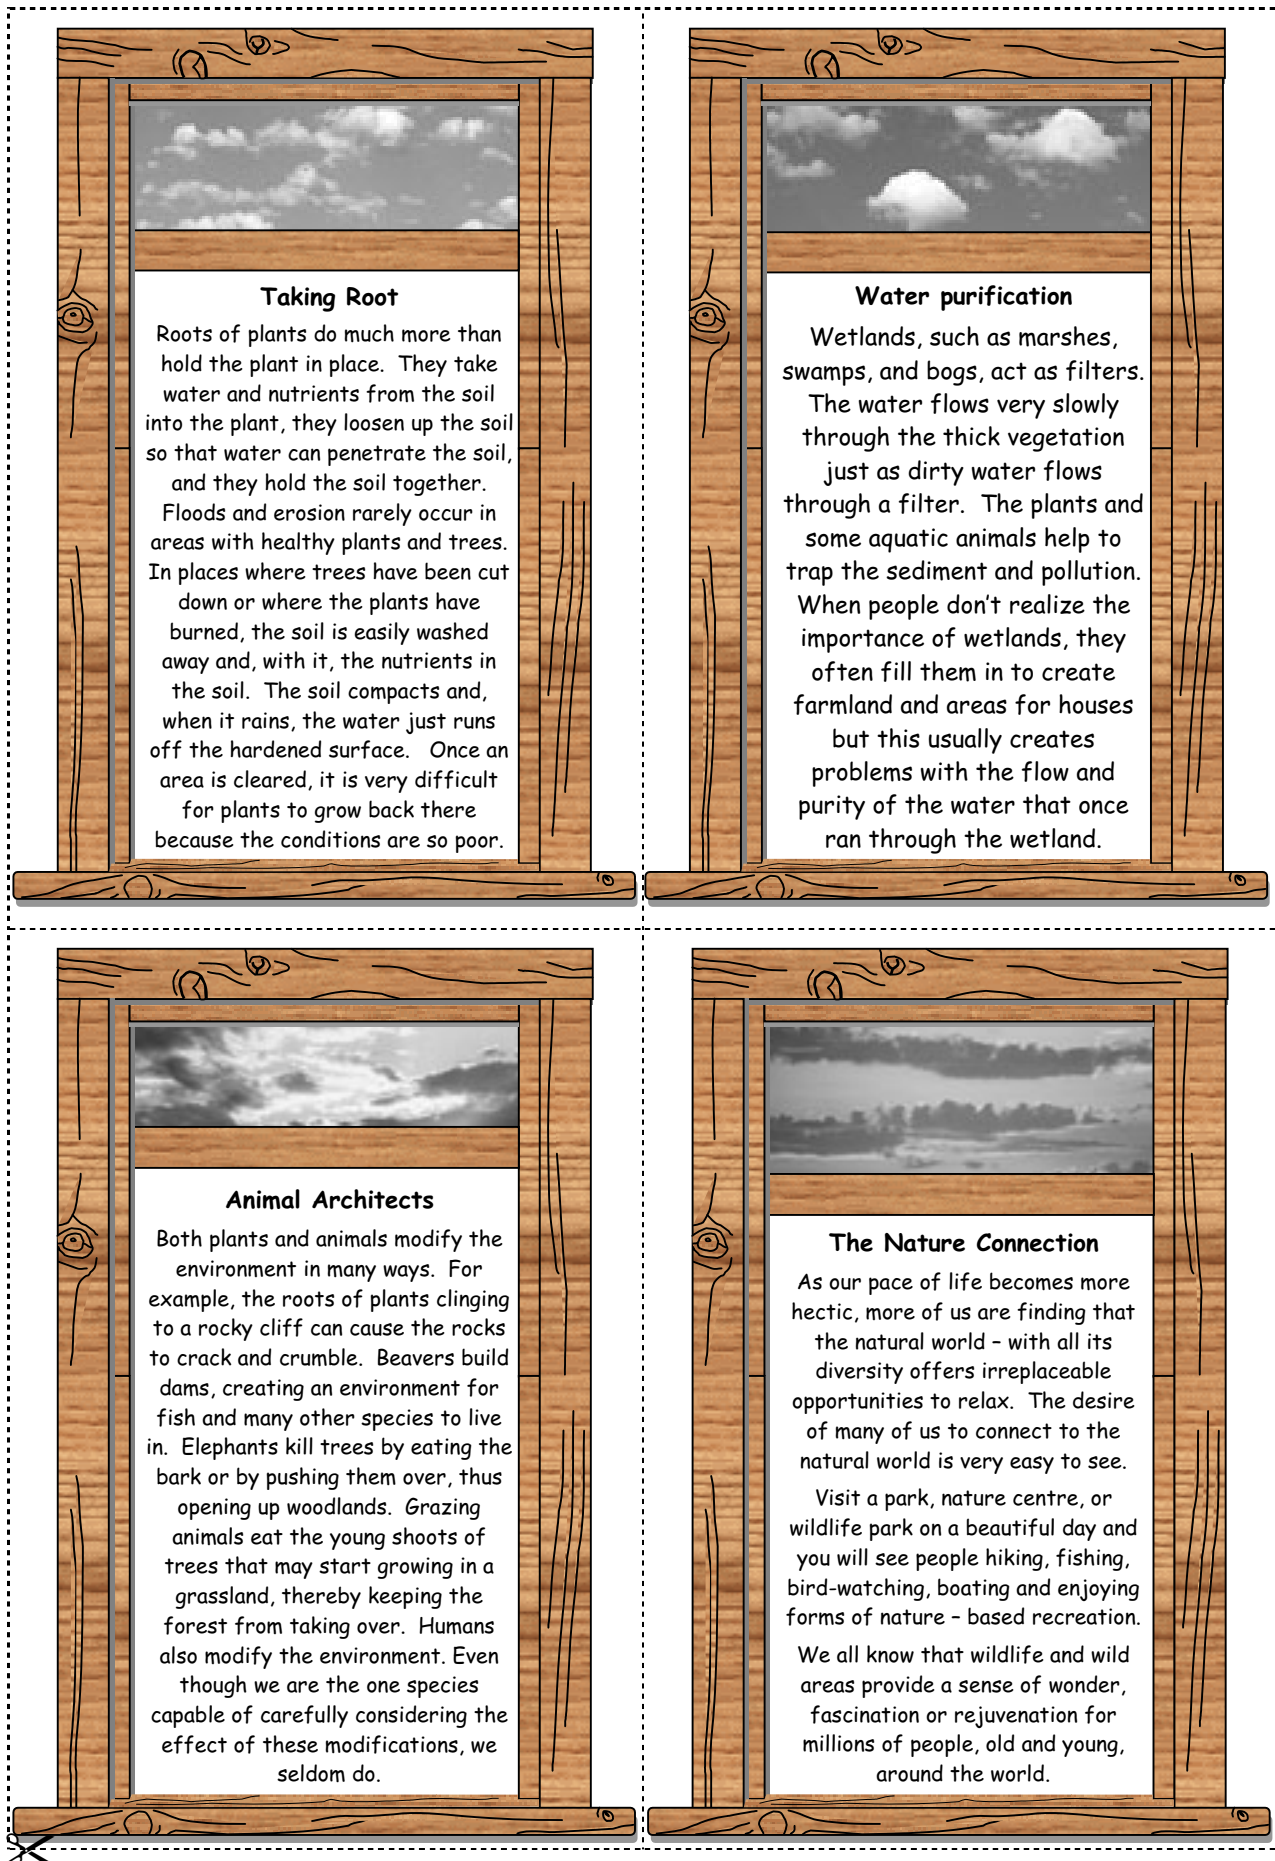 Taking Root
Roots of plants do much more than
hold the plant in place.  They take
water and nutrients from the soil
into the plant, they loosen up the soil
so that water can penetrate the soil,
and they hold the soil together.
Floods and erosion rarely occur in
areas with healthy plants and trees.
In places where trees have been cut
down or where the plants have
burned, the soil is easily washed
away and, with it, the nutrients in
the soil.  The soil compacts and,
when it rains, the water just runs
off the hardened surface.   Once an
area is cleared, it is very difficult
for plants to grow back there
because the conditions are so poor.
Water purification
Wetlands, such as marshes,
swamps, and bogs, act as filters.
The water flows very slowly
through the thick vegetation
just as dirty water flows
through a filter.  The plants and
some aquatic animals help to
trap the sediment and pollution.
When people don’t realize the
importance of wetlands, they
often fill them in to create
farmland and areas for houses
but this usually creates
problems with the flow and
purity of the water that once
ran through the wetland.
Animal Architects
Both plants and animals modify the
environment in many ways.  For
example, the roots of plants clinging
to a rocky cliff can cause the rocks
to crack and crumble.  Beavers build
dams, creating an environment for
fish and many other species to live
in.  Elephants kill trees by eating the
bark or by pushing them over, thus
opening up woodlands.  Grazing
animals eat the young shoots of
trees that may start growing in a
grassland, thereby keeping the
forest from taking over.  Humans
also modify the environment. Even
though we are the one species
capable of carefully considering the
effect of these modifications, we
seldom do.
The Nature Connection
As our pace of life becomes more
hectic, more of us are finding that
the natural world – with all its
diversity offers irreplaceable
opportunities to relax.  The desire
of many of us to connect to the
natural world is very easy to see.
Visit a park, nature centre, or
wildlife park on a beautiful day and
you will see people hiking, fishing,
bird-watching, boating and enjoying
forms of nature – based recreation.
We all know that wildlife and wild
areas provide a sense of wonder,
fascination or rejuvenation for
millions of people, old and young,
around the world.